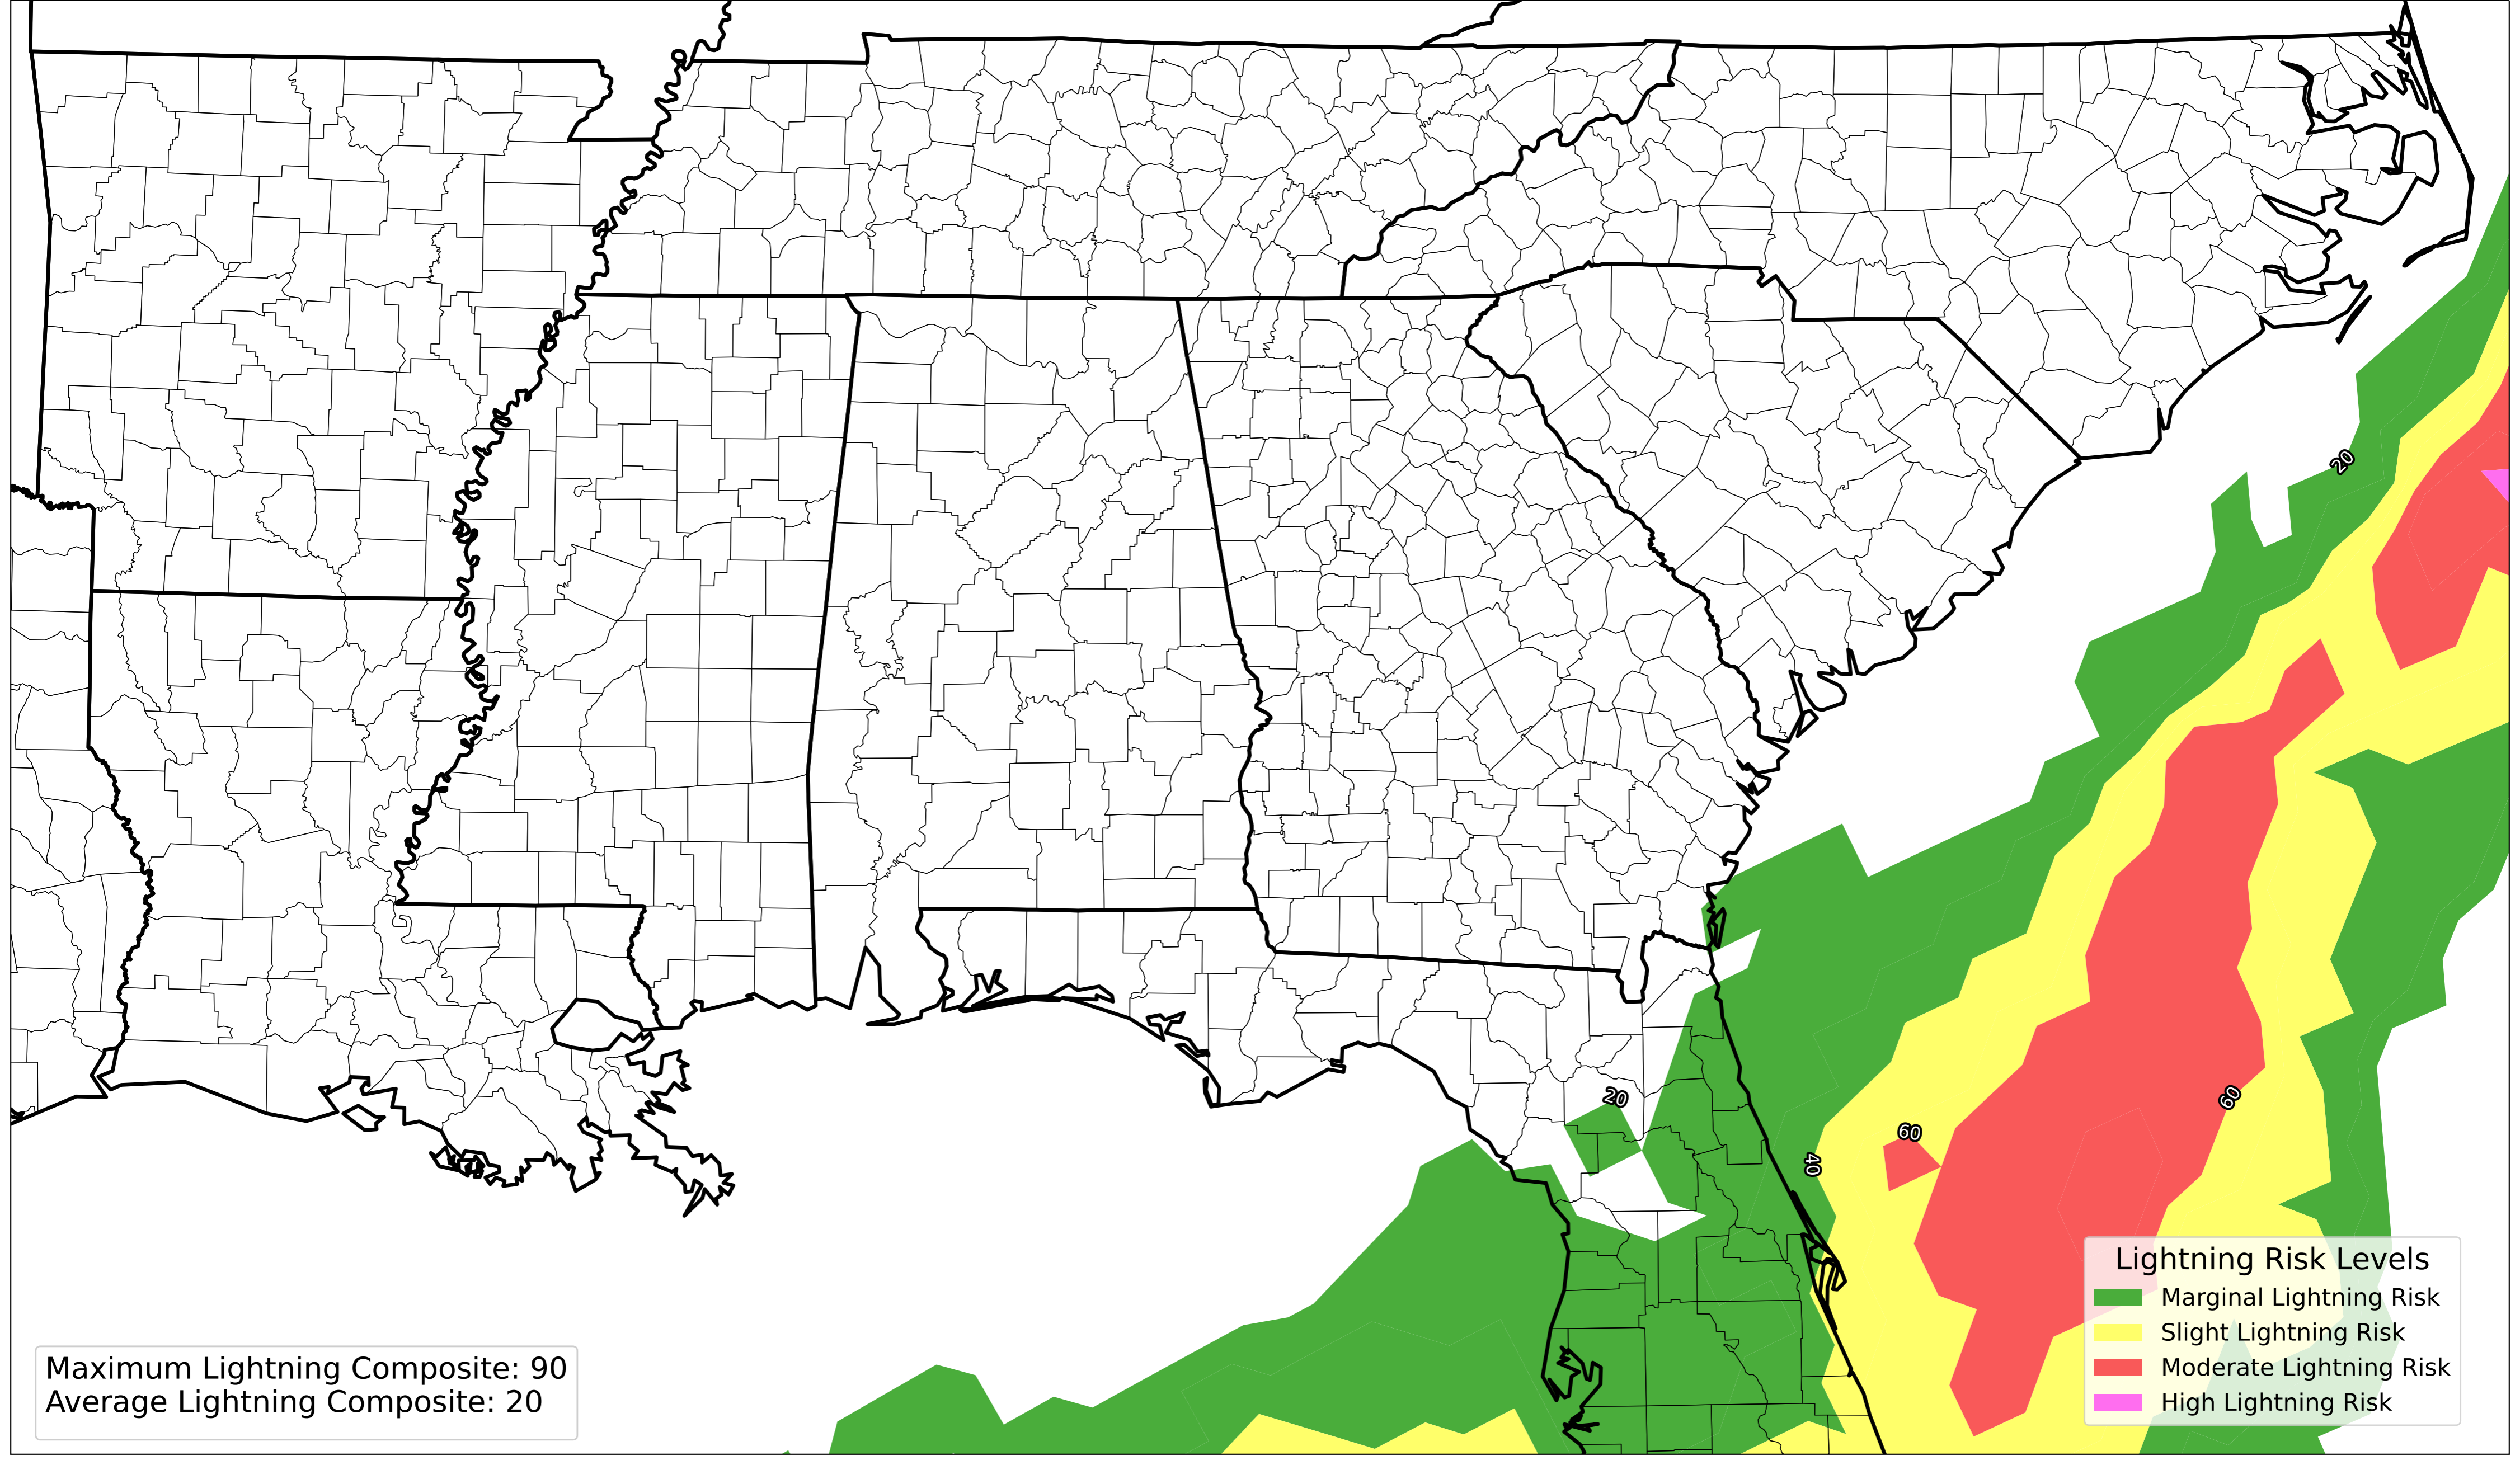 20
20
60
60
40
Lightning Risk Levels
Marginal Lightning Risk
Slight Lightning Risk
Moderate Lightning Risk
High Lightning Risk
Maximum Lightning Composite: 90
Average Lightning Composite: 20